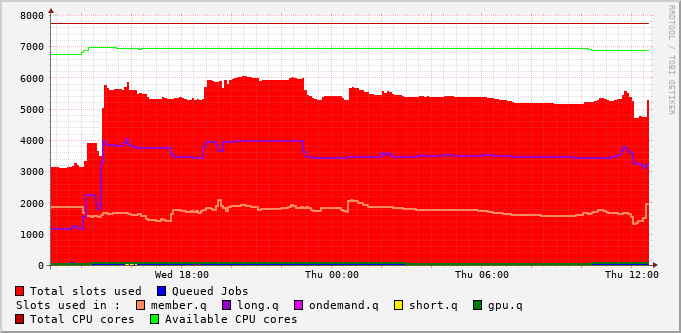 8000
7000
6000
5000
4000
3000
2000
1000
0
Wed 18:00 Thu 00:00 Thu 06:00 Thu 12:00
RRDTOOL / TOBI OETIKER
Total slots used Queued Jobs
Slots used in : member.q long.q ondemand.q short.q gpu.q
Total CPU cores Available CPU cores